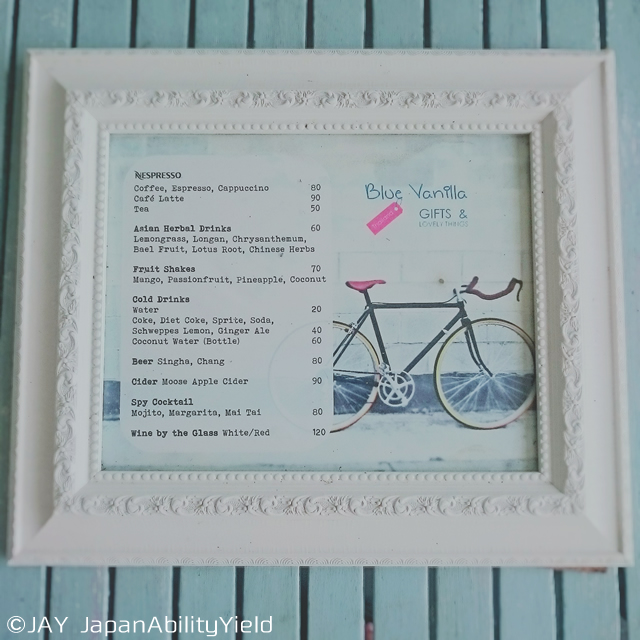 NESPRESSO
Coffee, Espresso, Cappuccino 80
Café Latte 90
Tea 50
Asian Herbal Drinks 60
Lemongrass, Longan, Chrysanthemum,
Bael Fruit, Lotus Root, Chinese Herbs
Fruit Shakes 70
Mango, Passionfruit, Pineapple, Coconut
Cold Drinks
Water 20
Coke, Diet Coke, Sprite, Soda,
Schweppes Lemon, Ginger Ale 40
Coconut Water (Bottle) 60
Beer Singha, Chang 80
Cider Moose Apple Cider 90
Spy Cocktail
Mojito, Margarita, Mai Tai 80
Wine by the Glass White/Red 120
Blue Vanilla
GIFTS &
LOVELY THINGS
©JAY JapanAbilityYield